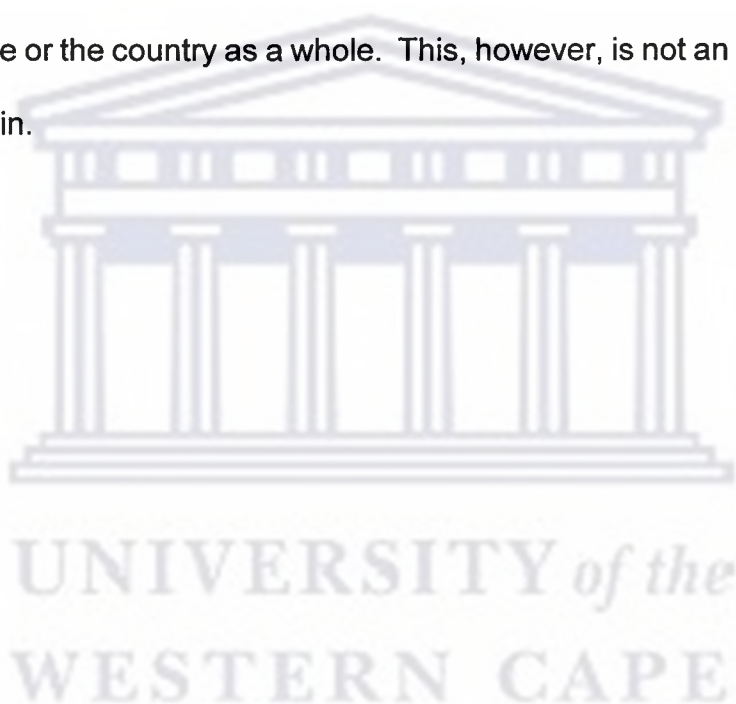 e or the country as a whole. This, however, is not an
in.
UNIVERSITY of the
WESTERN CAPE